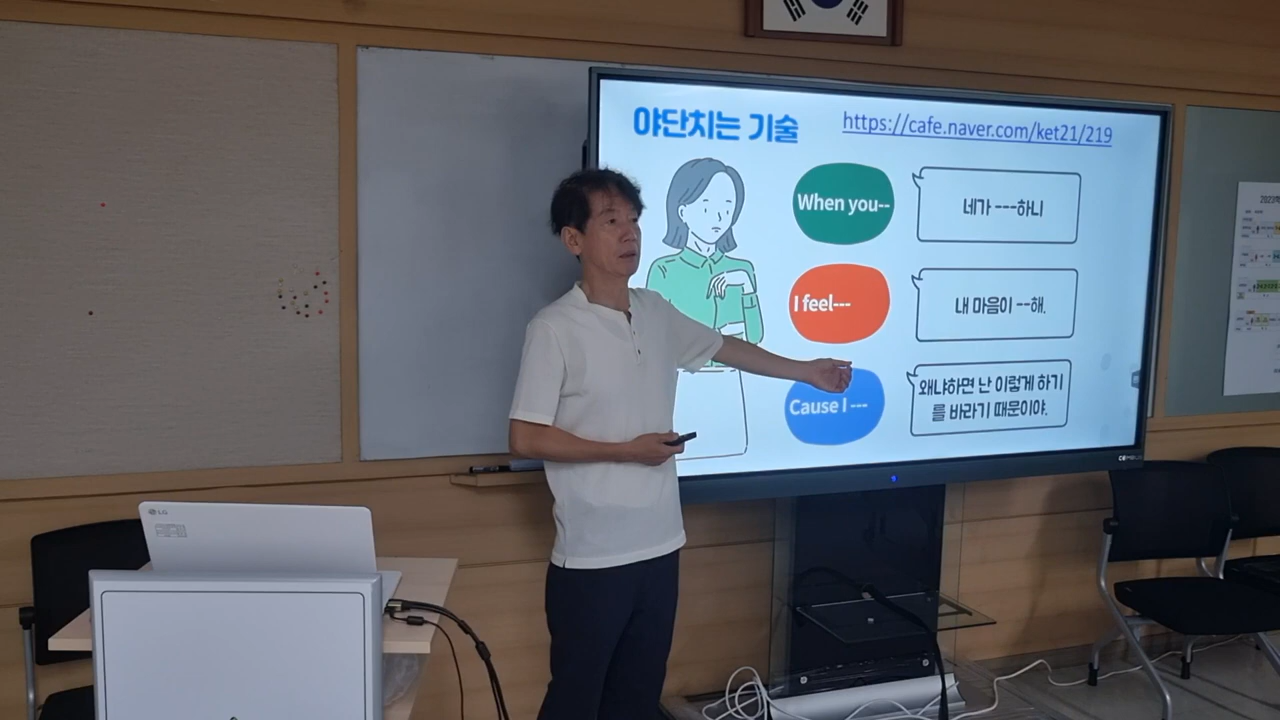 야단치는 기술
https://cafe.naver.com/ket21/219
When you--
네가 ---하니
I feel---
내 마음이 --해.
Cause I ---
왜냐하면 난 이렇게 하기
를 바라기 때문이야.
LG